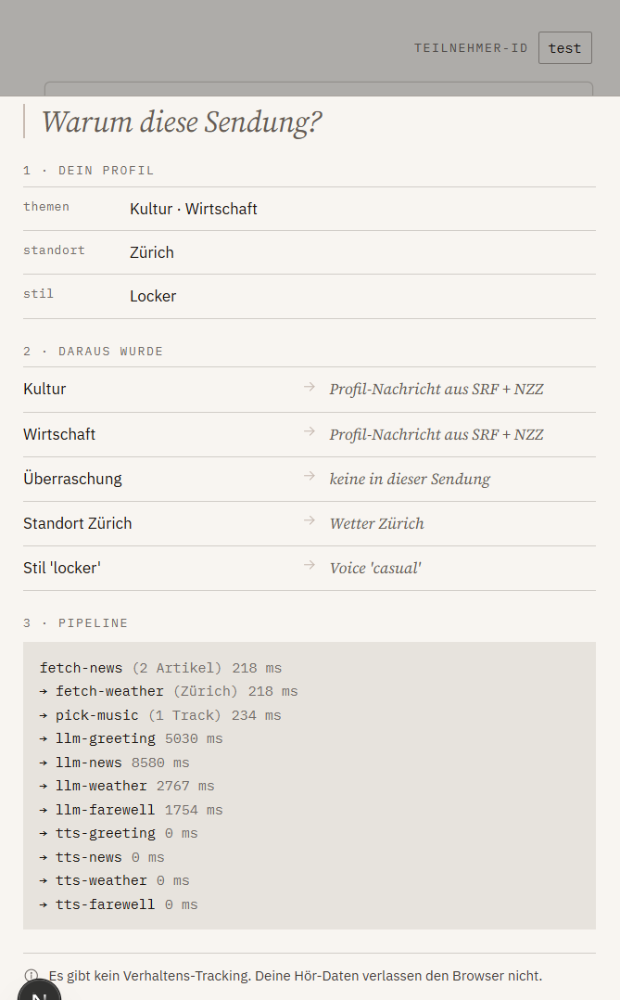 TEILNEHMER-ID test
Warum diese Sendung?
1 · DEIN PROFIL
themen Kultur · Wirtschaft
standort Zürich
stil Locker
2 · DARAUS WURDE
Kultur → Profil-Nachricht aus SRF + NZZ
Wirtschaft → Profil-Nachricht aus SRF + NZZ
Überraschung → keine in dieser Sendung
Standort Zürich → Wetter Zürich
Stil 'locker' → Voice 'casual'
3 · PIPELINE
fetch-news (2 Artikel) 218 ms
→ fetch-weather (Zürich) 218 ms
→ pick-music (1 Track) 234 ms
→ llm-greeting 5030 ms
→ llm-news 8580 ms
→ llm-weather 2767 ms
→ llm-farewell 1754 ms
→ tts-greeting 0 ms
→ tts-news 0 ms
→ tts-weather 0 ms
→ tts-farewell 0 ms
Es gibt kein Verhaltens-Tracking. Deine Hör-Daten verlassen den Browser nicht.